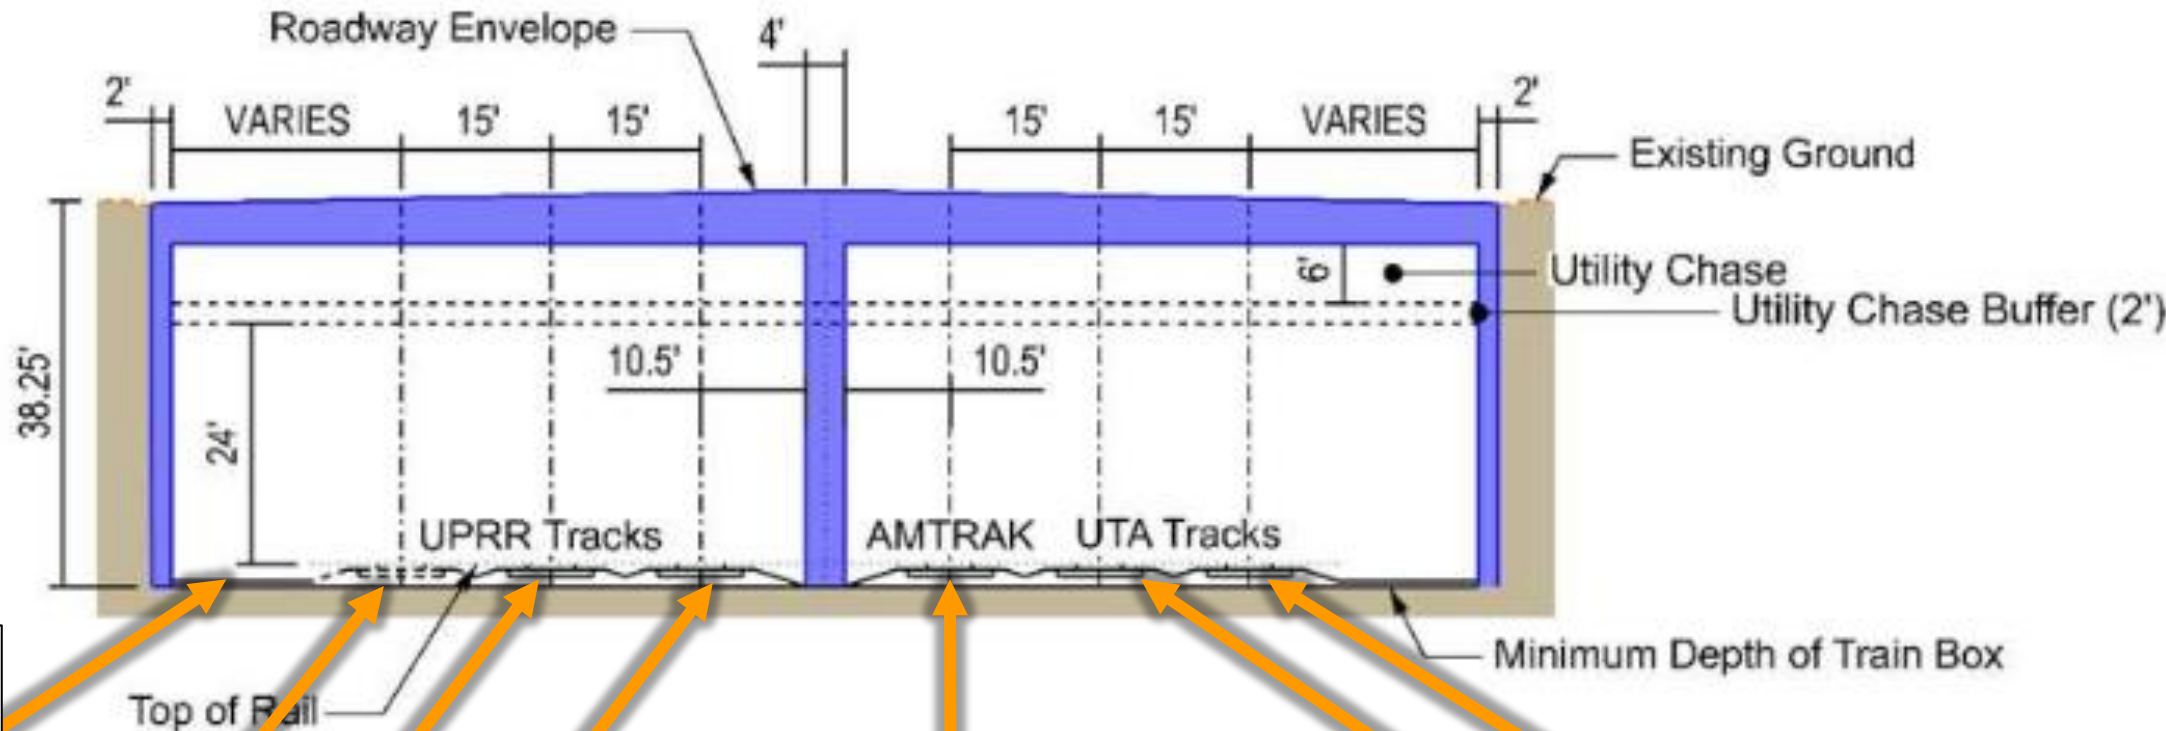 Roadway Envelope
4'
2'
VARIES
15'
15'
15'
15'
VARIES
2'
Existing Ground
6'
Utility Chase
Utility Chase Buffer (2')
38.25'
24'
10.5'
10.5'
UPRR Tracks
AMTRAK
UTA Tracks
Minimum Depth of Train Box
Top of Rail